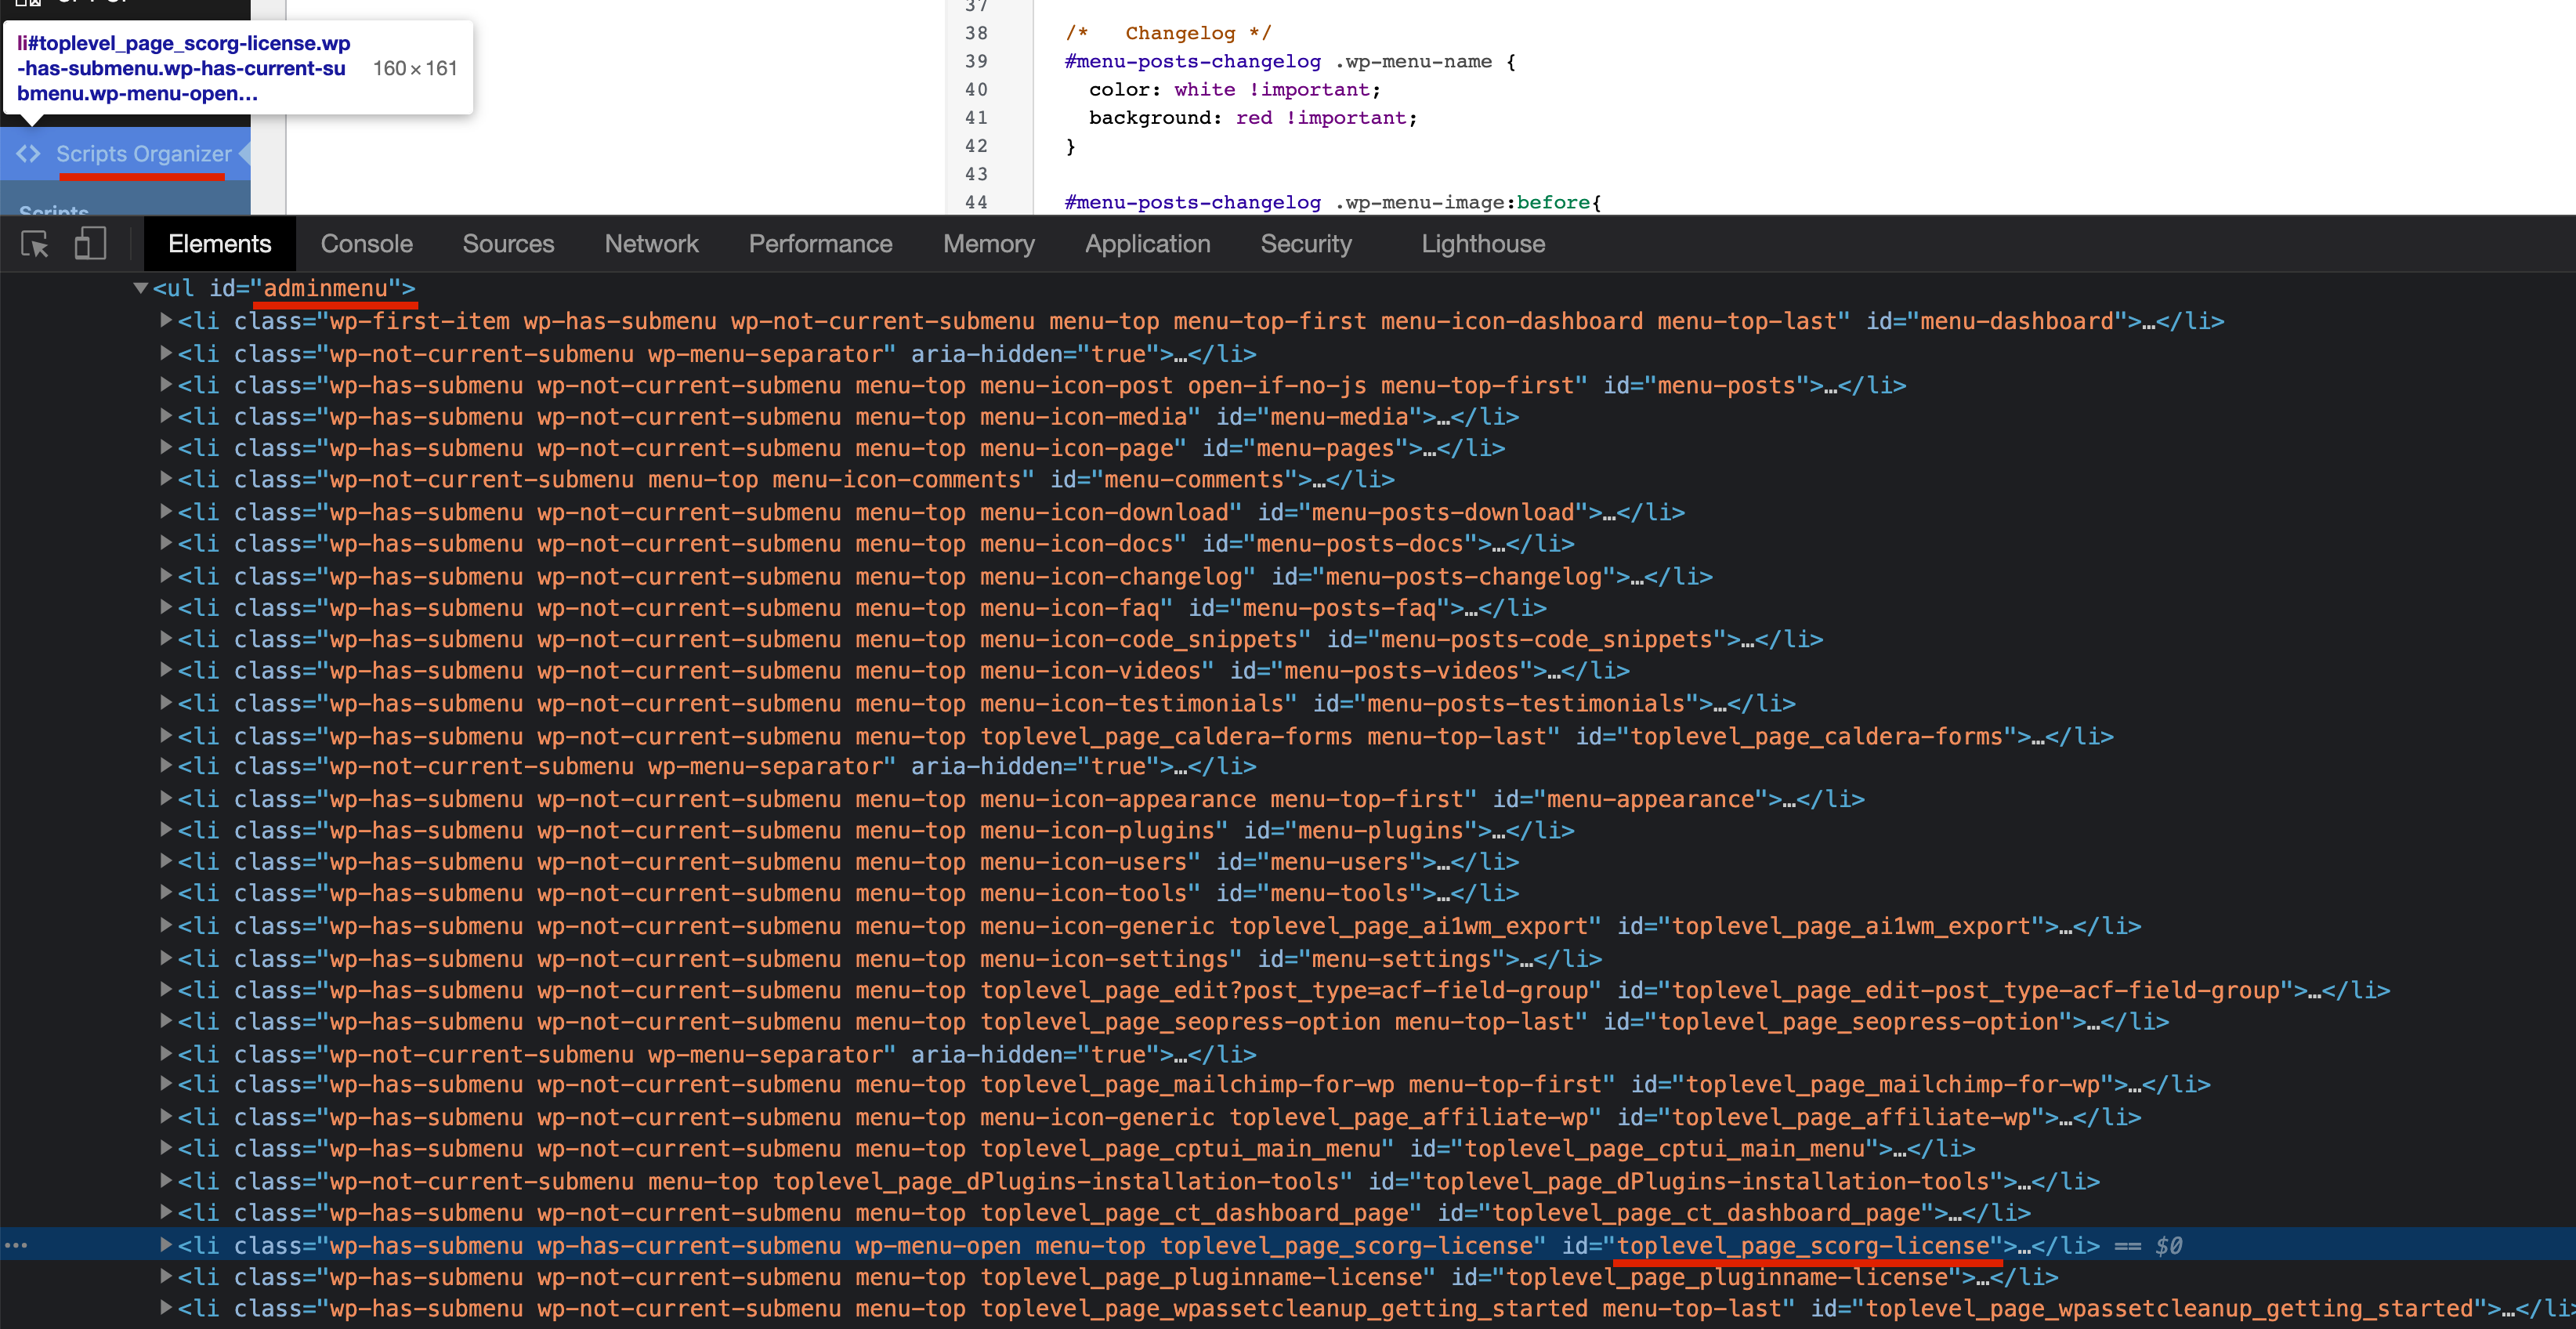 li#toplevel_page_scorg-license.wp
-has-submenu.wp-has-current-su
bmenu.wp-menu-open…
160 × 161
Scripts Organizer
Scripts
37
38 /*   Changelog */
39 #menu-posts-changelog .wp-menu-name {
40 color: white !important;
41 background: red !important;
42 }
43
44 #menu-posts-changelog .wp-menu-image:before{
Elements Console Sources Network Performance Memory Application Security Lighthouse
<ul id="adminmenu">
<li class="wp-first-item wp-has-submenu wp-not-current-submenu menu-top menu-top-first menu-icon-dashboard menu-top-last" id="menu-dashboard">…</li>
<li class="wp-not-current-submenu wp-menu-separator" aria-hidden="true">…</li>
<li class="wp-has-submenu wp-not-current-submenu menu-top menu-icon-post open-if-no-js menu-top-first" id="menu-posts">…</li>
<li class="wp-has-submenu wp-not-current-submenu menu-top menu-icon-media" id="menu-media">…</li>
<li class="wp-has-submenu wp-not-current-submenu menu-top menu-icon-page" id="menu-pages">…</li>
<li class="wp-not-current-submenu menu-top menu-icon-comments" id="menu-comments">…</li>
<li class="wp-has-submenu wp-not-current-submenu menu-top menu-icon-download" id="menu-posts-download">…</li>
<li class="wp-has-submenu wp-not-current-submenu menu-top menu-icon-docs" id="menu-posts-docs">…</li>
<li class="wp-has-submenu wp-not-current-submenu menu-top menu-icon-changelog" id="menu-posts-changelog">…</li>
<li class="wp-has-submenu wp-not-current-submenu menu-top menu-icon-faq" id="menu-posts-faq">…</li>
<li class="wp-has-submenu wp-not-current-submenu menu-top menu-icon-code_snippets" id="menu-posts-code_snippets">…</li>
<li class="wp-has-submenu wp-not-current-submenu menu-top menu-icon-videos" id="menu-posts-videos">…</li>
<li class="wp-has-submenu wp-not-current-submenu menu-top menu-icon-testimonials" id="menu-posts-testimonials">…</li>
<li class="wp-has-submenu wp-not-current-submenu menu-top toplevel_page_caldera-forms menu-top-last" id="toplevel_page_caldera-forms">…</li>
<li class="wp-not-current-submenu wp-menu-separator" aria-hidden="true">…</li>
<li class="wp-has-submenu wp-not-current-submenu menu-top menu-icon-appearance menu-top-first" id="menu-appearance">…</li>
<li class="wp-has-submenu wp-not-current-submenu menu-top menu-icon-plugins" id="menu-plugins">…</li>
<li class="wp-has-submenu wp-not-current-submenu menu-top menu-icon-users" id="menu-users">…</li>
<li class="wp-has-submenu wp-not-current-submenu menu-top menu-icon-tools" id="menu-tools">…</li>
<li class="wp-has-submenu wp-not-current-submenu menu-top menu-icon-generic toplevel_page_ai1wm_export" id="toplevel_page_ai1wm_export">…</li>
<li class="wp-has-submenu wp-not-current-submenu menu-top menu-icon-settings" id="menu-settings">…</li>
<li class="wp-has-submenu wp-not-current-submenu menu-top toplevel_page_edit?post_type=acf-field-group" id="toplevel_page_edit-post_type-acf-field-group">…</li>
<li class="wp-has-submenu wp-not-current-submenu menu-top toplevel_page_seopress-option menu-top-last" id="toplevel_page_seopress-option">…</li>
<li class="wp-not-current-submenu wp-menu-separator" aria-hidden="true">…</li>
<li class="wp-has-submenu wp-not-current-submenu menu-top toplevel_page_mailchimp-for-wp menu-top-first" id="toplevel_page_mailchimp-for-wp">…</li>
<li class="wp-has-submenu wp-not-current-submenu menu-top menu-icon-generic toplevel_page_affiliate-wp" id="toplevel_page_affiliate-wp">…</li>
<li class="wp-has-submenu wp-not-current-submenu menu-top toplevel_page_cptui_main_menu" id="toplevel_page_cptui_main_menu">…</li>
<li class="wp-not-current-submenu menu-top toplevel_page_dPlugins-installation-tools" id="toplevel_page_dPlugins-installation-tools">…</li>
<li class="wp-has-submenu wp-not-current-submenu menu-top toplevel_page_ct_dashboard_page" id="toplevel_page_ct_dashboard_page">…</li>
<li class="wp-has-submenu wp-has-current-submenu wp-menu-open menu-top toplevel_page_scorg-license" id="toplevel_page_scorg-license">…</li> == $0
<li class="wp-has-submenu wp-not-current-submenu menu-top toplevel_page_pluginname-license" id="toplevel_page_pluginname-license">…</li>
<li class="wp-has-submenu wp-not-current-submenu menu-top toplevel_page_wpassetcleanup_getting_started menu-top-last" id="toplevel_page_wpassetcleanup_getting_started">…</li>